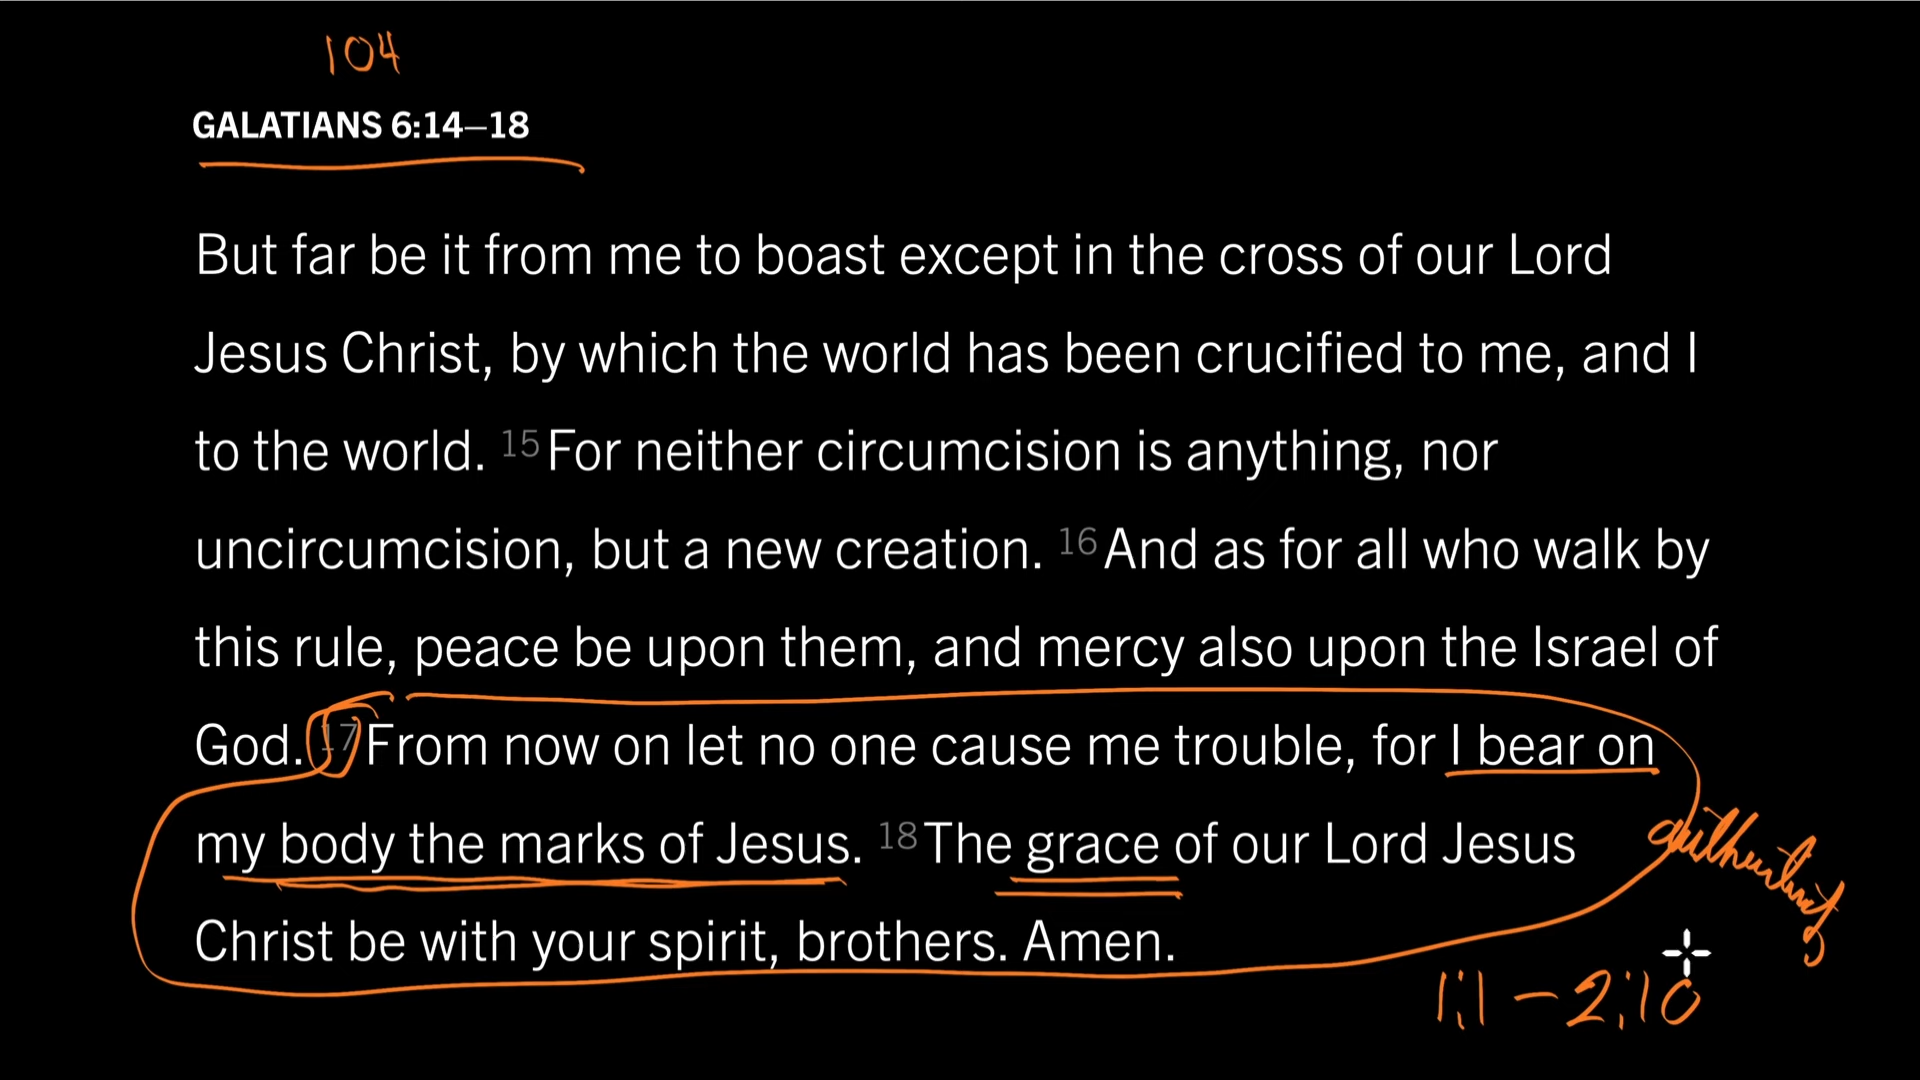 104
GALATIANS 6:14–18
But far be it from me to boast except in the cross of our Lord
Jesus Christ, by which the world has been crucified to me, and I
to the world. 15 For neither circumcision is anything, nor
uncircumcision, but a new creation. 16 And as for all who walk by
this rule, peace be upon them, and mercy also upon the Israel of
God. 17 From now on let no one cause me trouble, for I bear on
my body the marks of Jesus. 18 The grace of our Lord Jesus
authority
Christ be with your spirit, brothers. Amen.
1:1 – 2:10